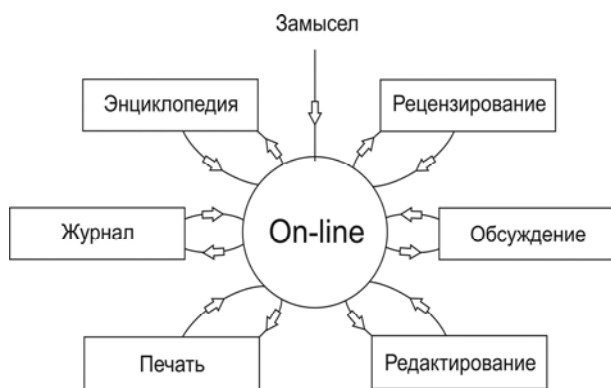 Замысел
Энциклопедия
Рецензирование
Журнал
On-line
Обсуждение
Печать
Редактирование